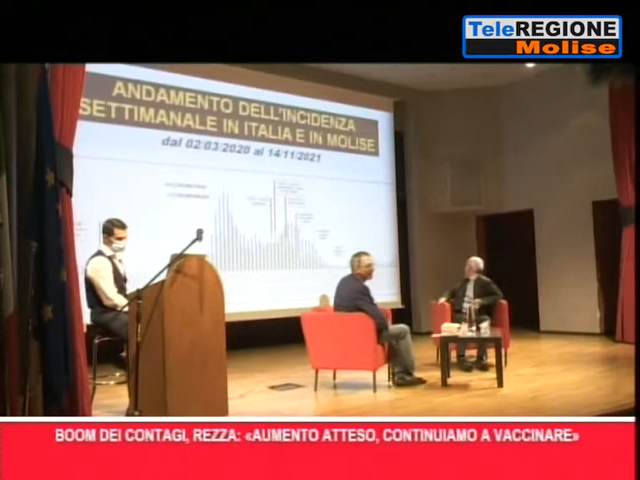 TeleREGIONE
Molise
ANDAMENTO DELL'INCIDENZA
SETTIMANALE IN ITALIA E IN MOLISE
dal 02/03/2020 al 14/11/2021
BOOM DEI CONTAGI, REZZA: «AUMENTO ATTESO, CONTINUIAMO A VACCINARE»